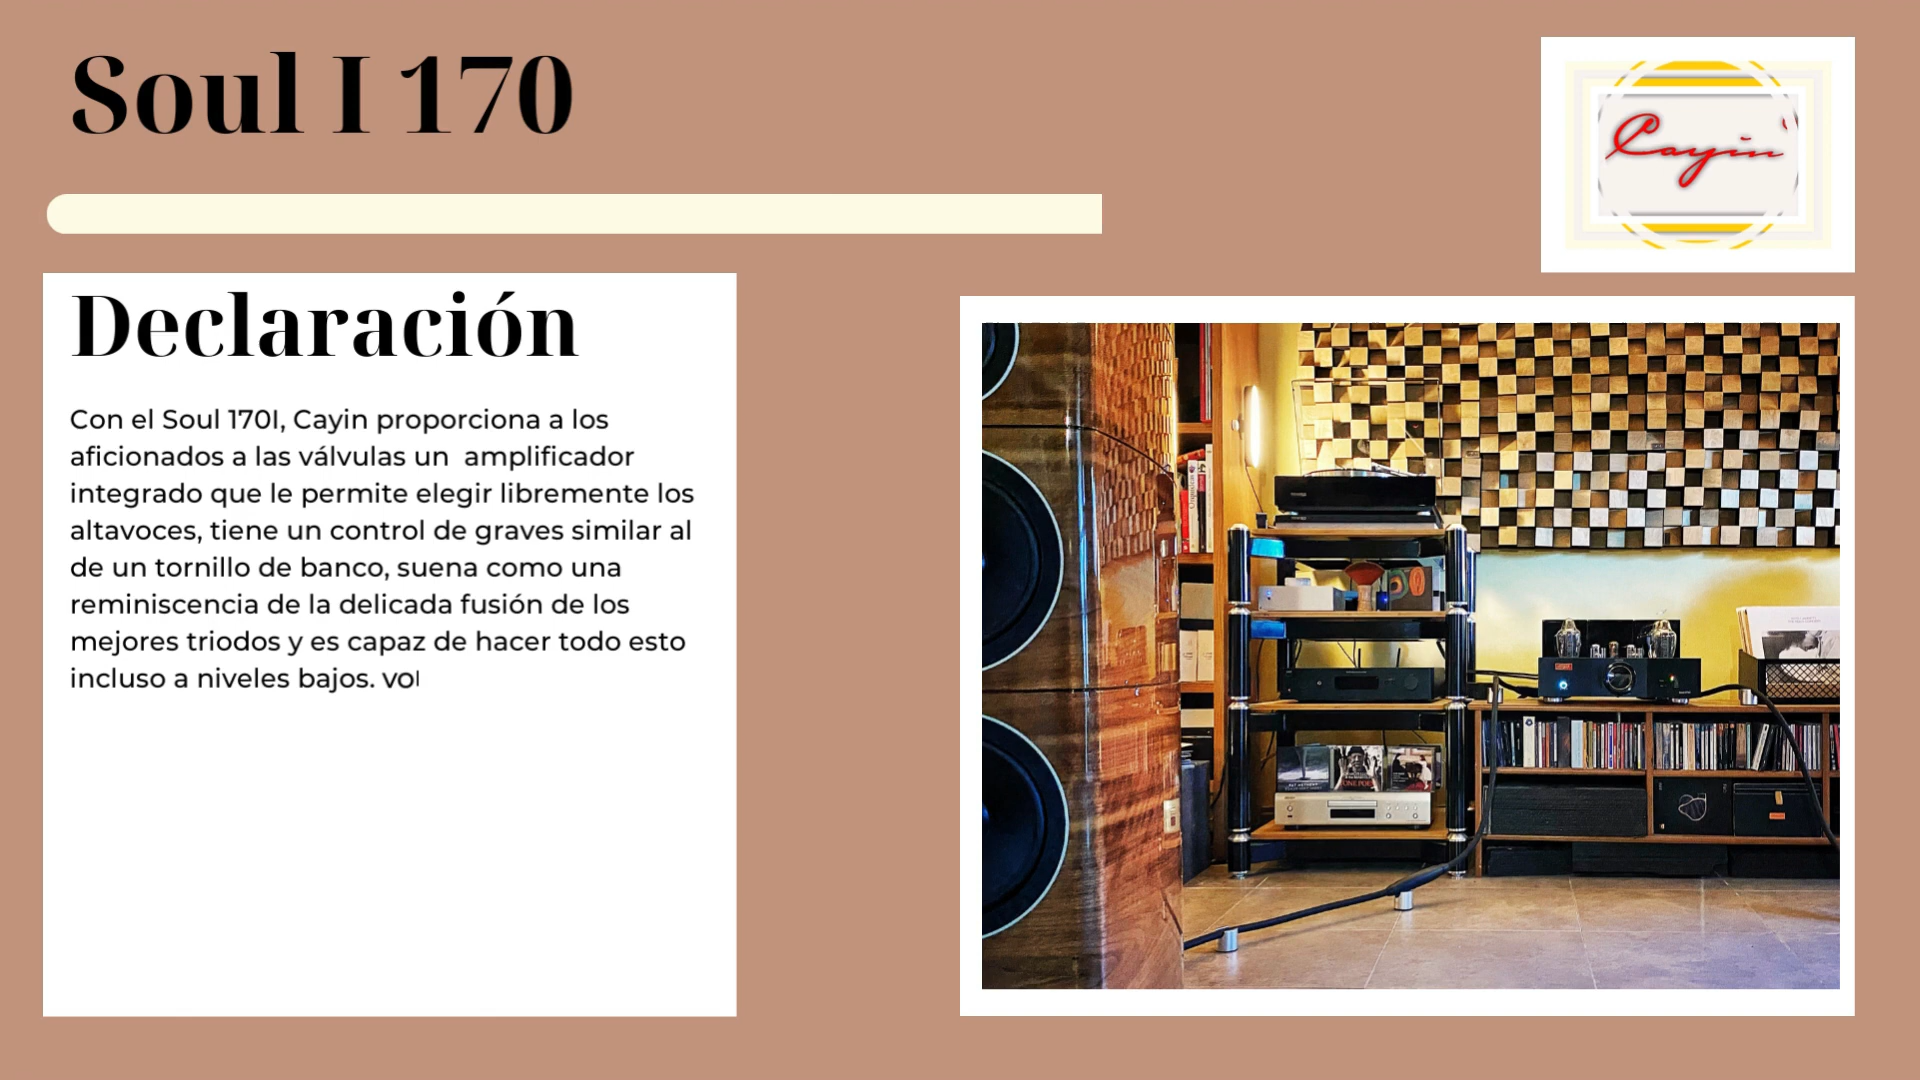 Soul I 170
Cayin
Declaración
Con el Soul 170I, Cayin proporciona a los
aficionados a las válvulas un  amplificador
integrado que le permite elegir libremente los
altavoces, tiene un control de graves similar al
de un tornillo de banco, suena como una
reminiscencia de la delicada fusión de los
mejores triodos y es capaz de hacer todo esto
incluso a niveles bajos. vol